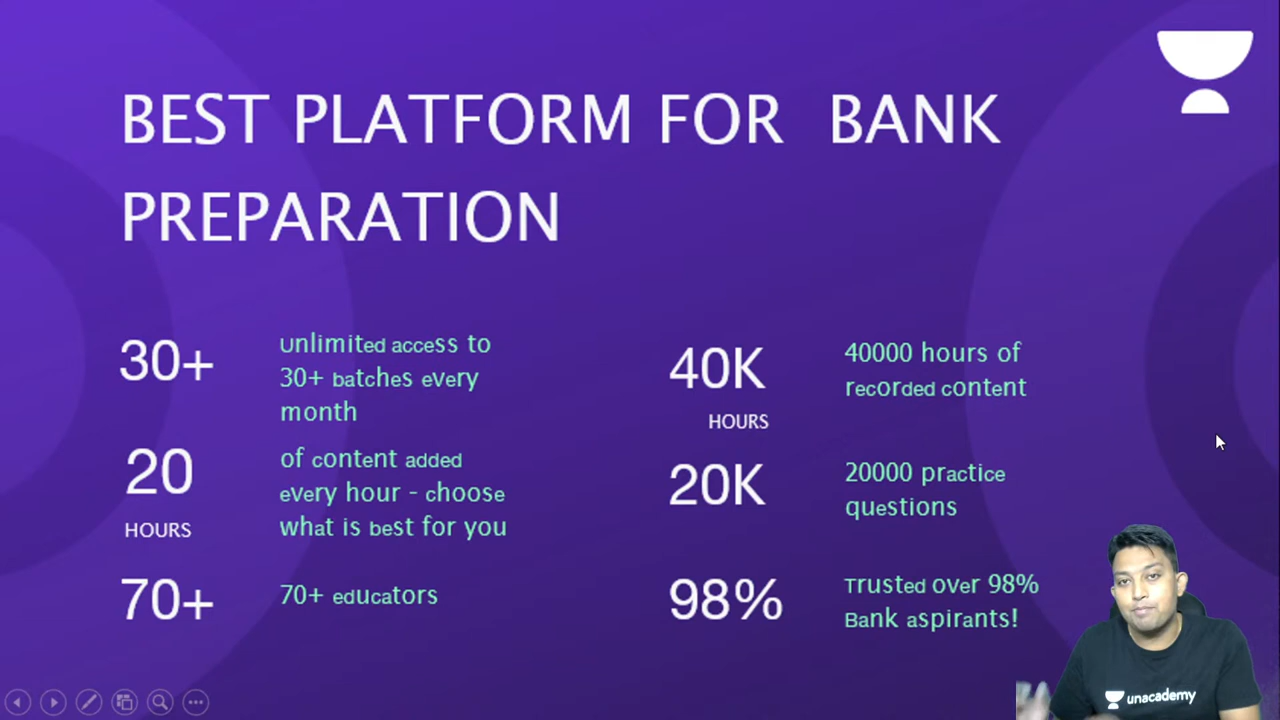 BEST PLATFORM FOR BANK
PREPARATION
30+
unlimited access to
30+ batches every
month
20
HOURS
of content added
every hour - choose
what is best for you
70+
70+ educators
40K
HOURS
40000 hours of
recorded content
20K
20000 practice
questions
98%
Trusted over 98%
Bank aspirants!
unacademy